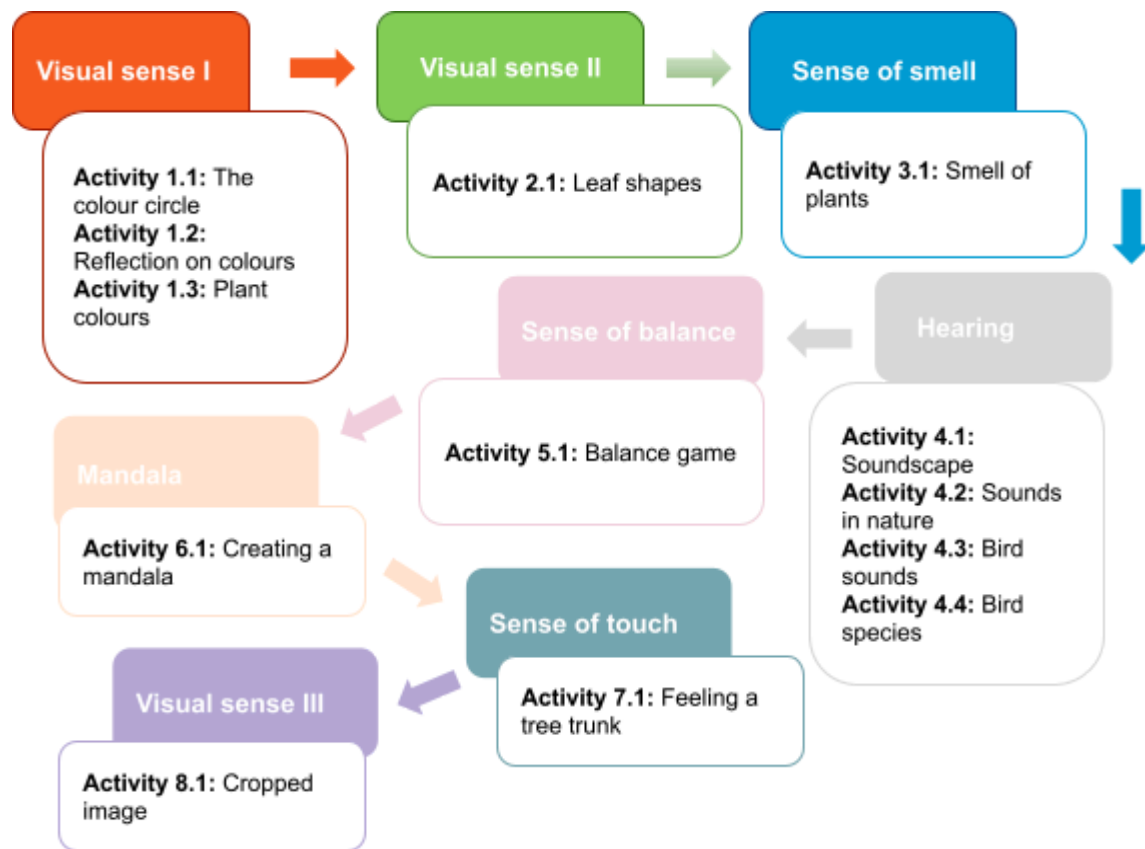 Visual sense I
Activity 1.1: The
colour circle
Activity 1.2:
Reflection on colours
Activity 1.3: Plant
colours
Visual sense II
Activity 2.1: Leaf shapes
Sense of smell
Activity 3.1: Smell of
plants
Hearing
Activity 4.1:
Soundscape
Activity 4.2: Sounds
in nature
Activity 4.3: Bird
sounds
Activity 4.4: Bird
species
Sense of balance
Activity 5.1: Balance game
Mandala
Activity 6.1: Creating a
mandala
Sense of touch
Activity 7.1: Feeling a
tree trunk
Visual sense III
Activity 8.1: Cropped
image